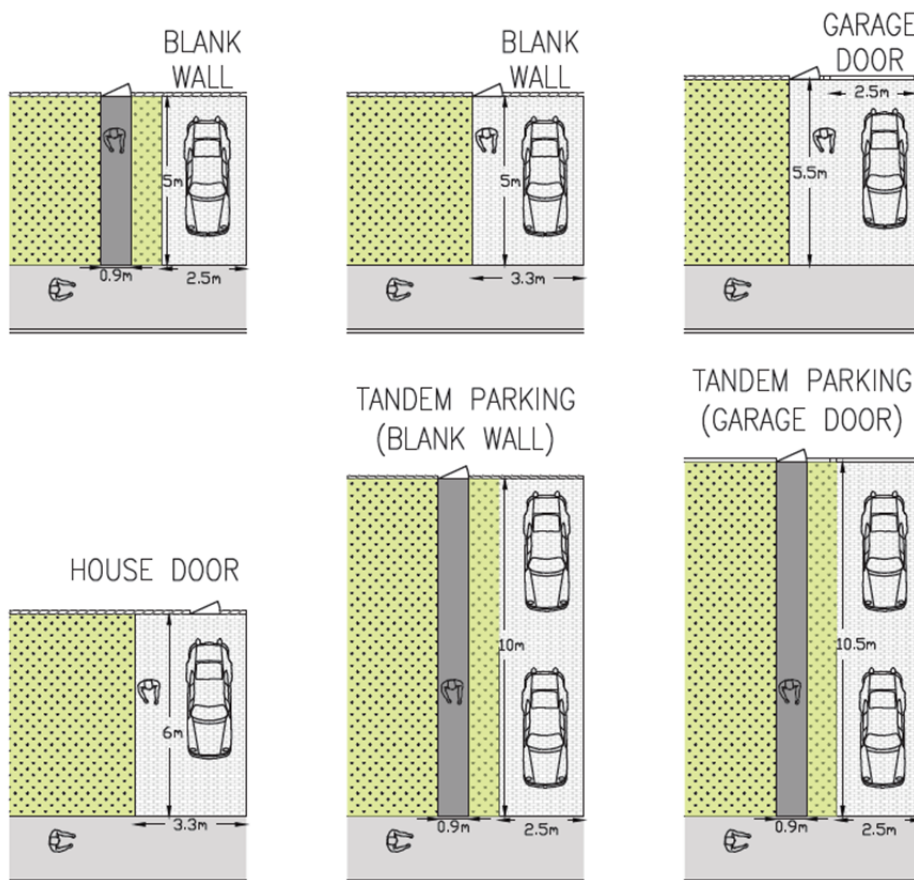 BLANK
WALL
5m
0.9m
2.5m
BLANK
WALL
5m
3.3m
GARAGE
DOOR
2.5m
5.5m
HOUSE DOOR
6m
3.3m
TANDEM PARKING
(BLANK WALL)
10m
0.9m
2.5m
TANDEM PARKING
(GARAGE DOOR)
10.5m
0.9m
2.5m